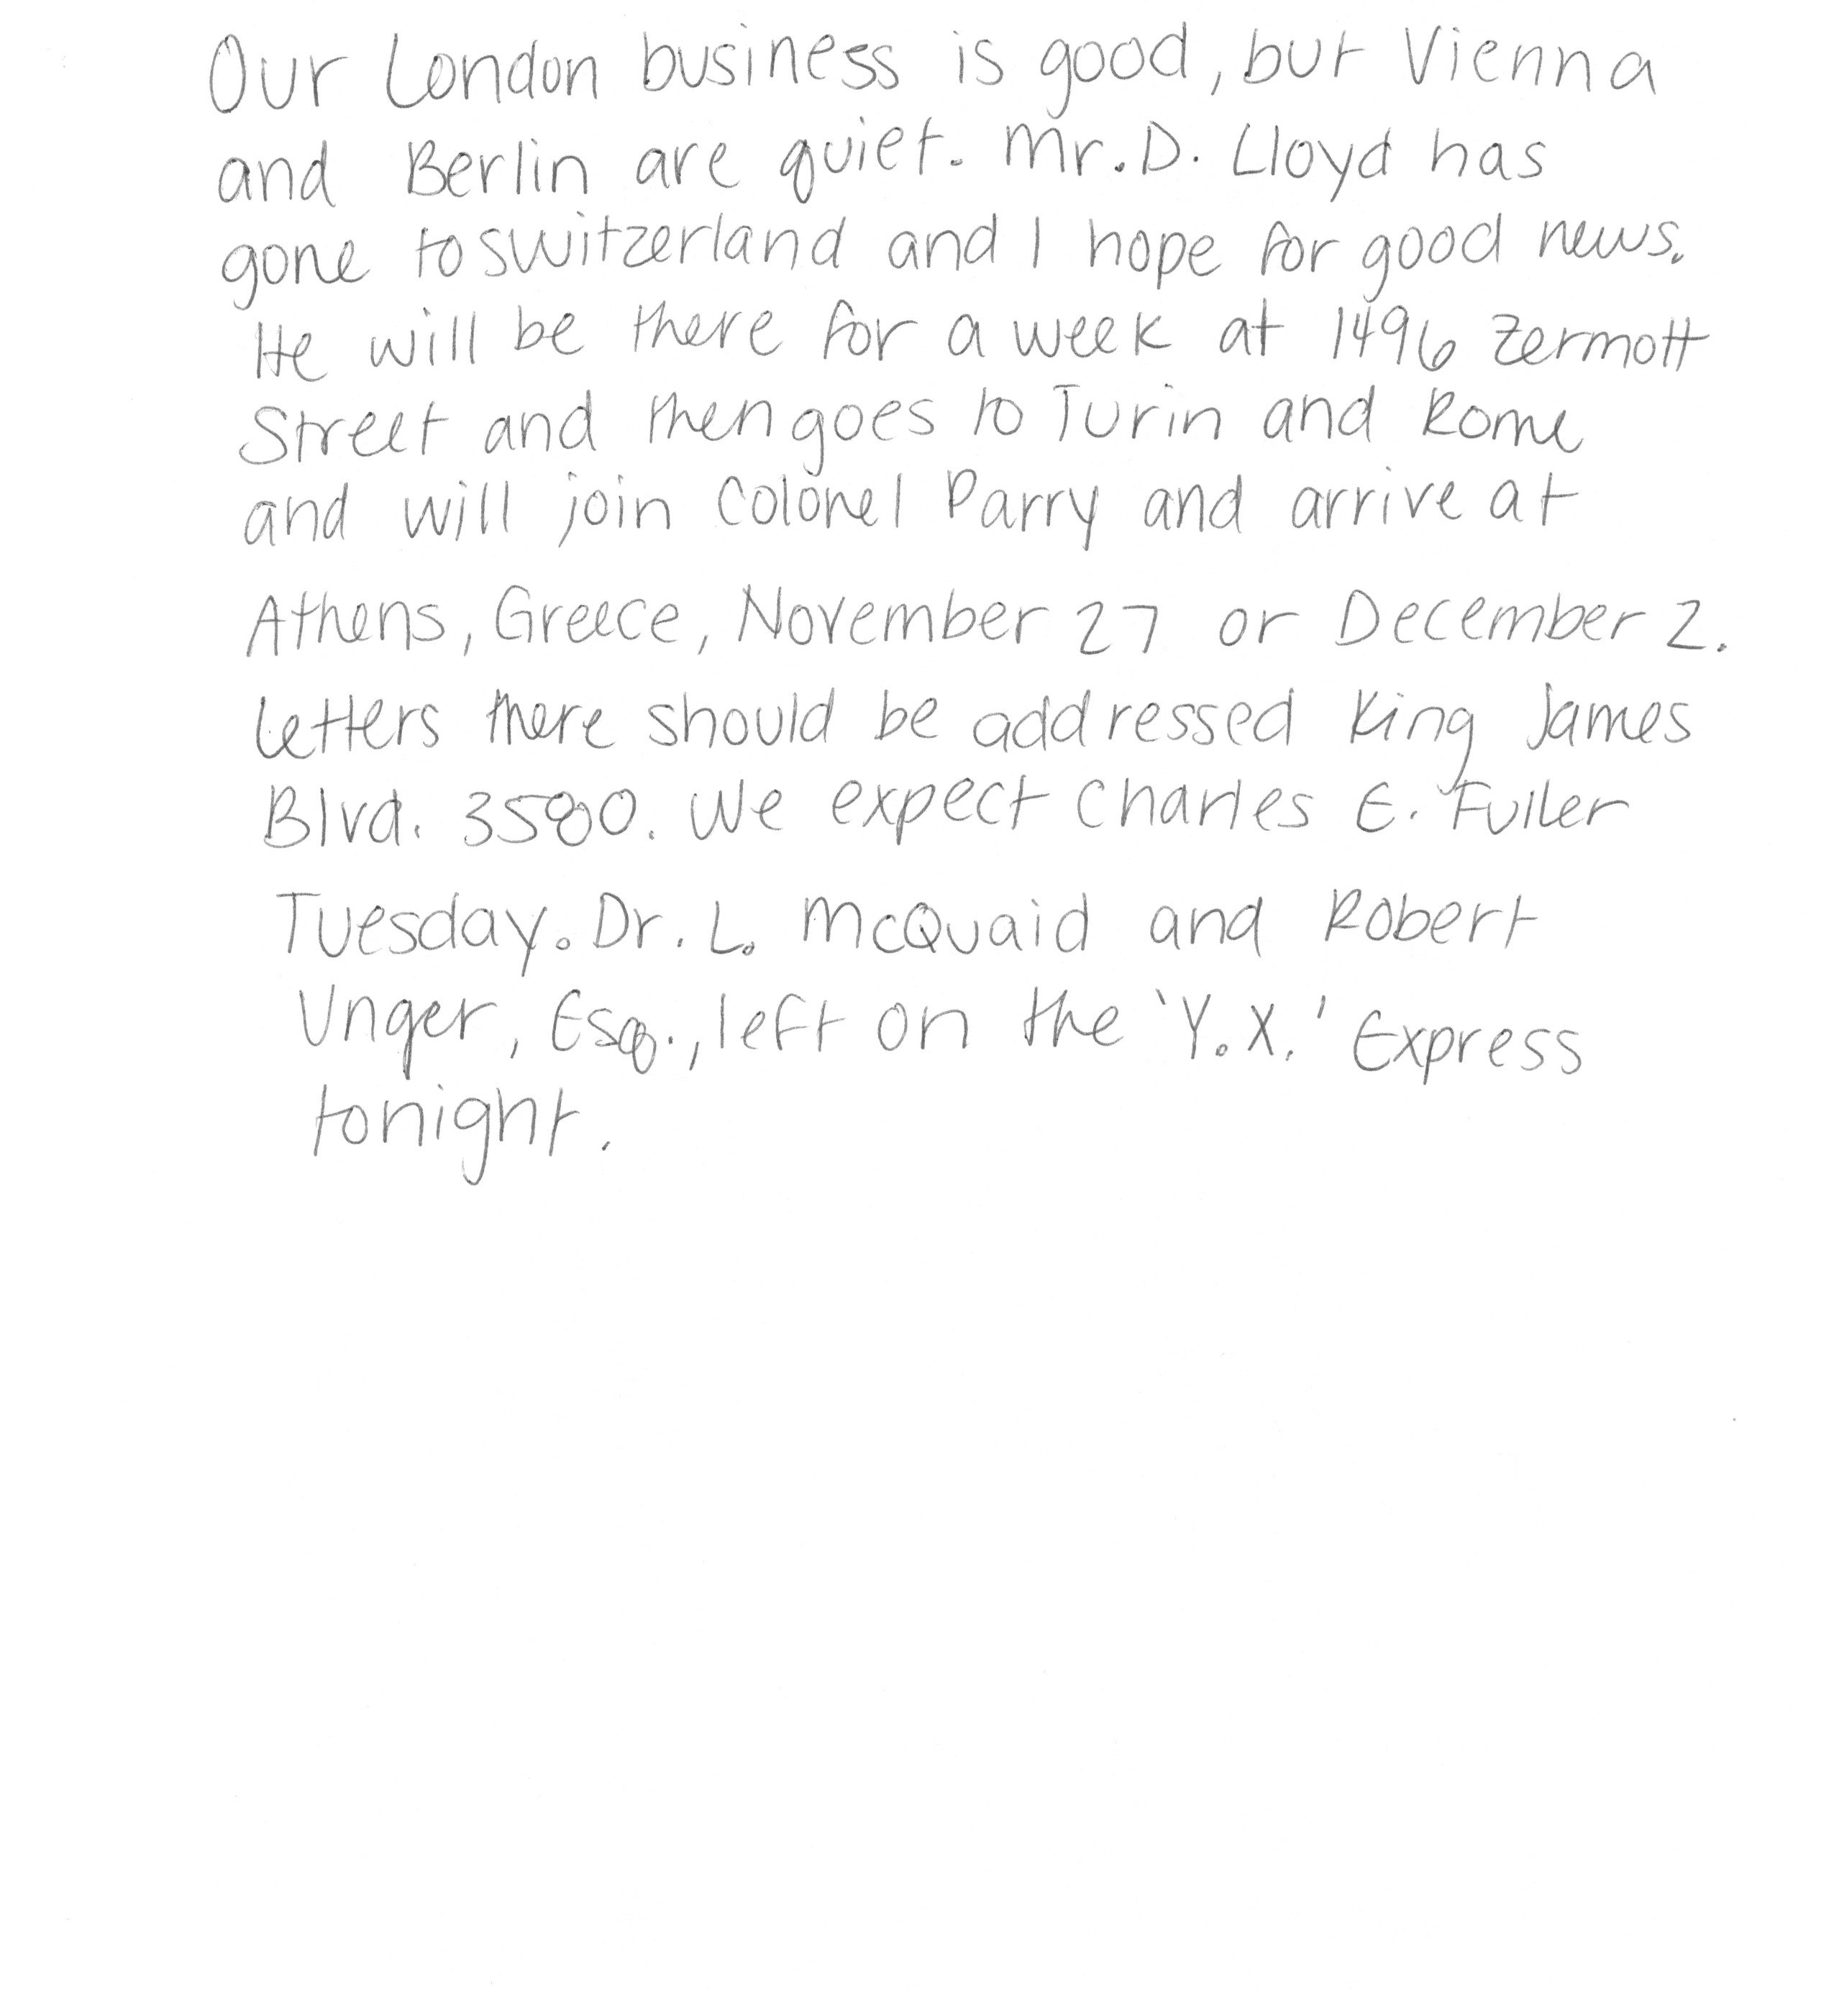 Our London business is good, but Vienna
and Berlin are quiet. Mr. D. Lloyd has
gone to Switzerland and I hope for good news.
He will be there for a week at 1496 Zermott
Street and then goes to Turin and Rome
and will join Colonel Parry and arrive at
Athens, Greece, November 27 or December 2.
Letters there should be addressed King James
Blvd. 3580. We expect Charles E. Fuller
Tuesday. Dr. L. McQuaid and Robert
Unger, Esq., left on the 'Y.X.' Express
tonight.